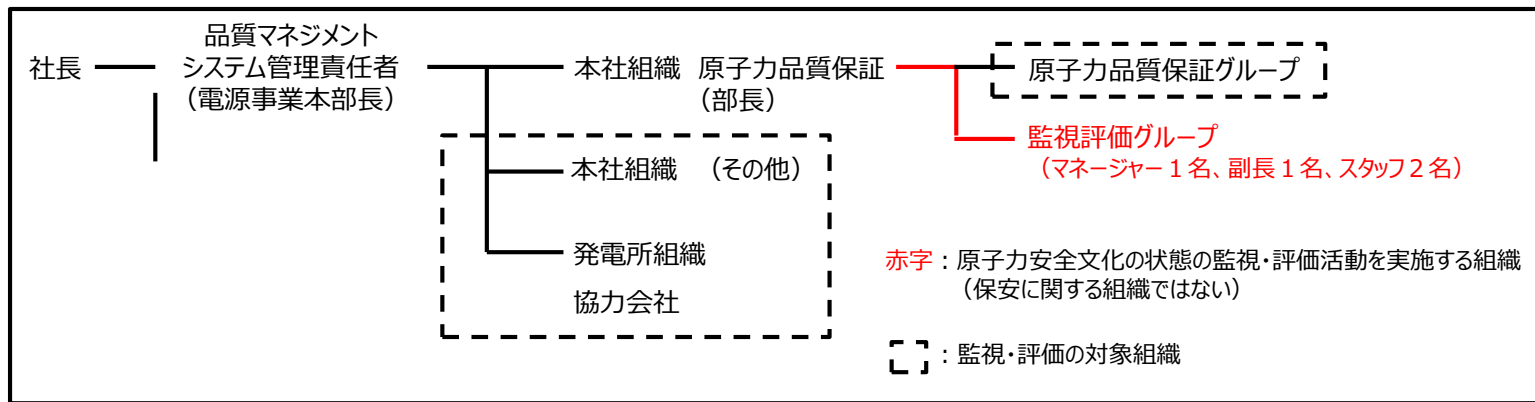 社長
品質マネジメント
システム管理責任者
（電源事業本部長）
本社組織　原子力品質保証
（部長）
原子力品質保証グループ
監視評価グループ
（マネージャー１名、副長１名、スタッフ２名）
本社組織　（その他）
発電所組織
協力会社
赤字：原子力安全文化の状態の監視・評価活動を実施する組織
（保安に関する組織ではない）
：監視・評価の対象組織